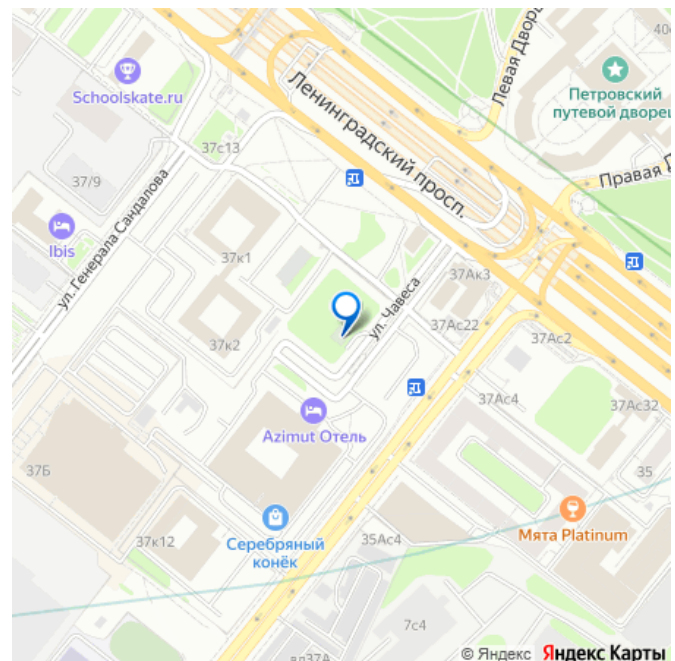 Левая Двор
40
Schoolskate.ru
Петровский
путевой дворец
Ленинградский просп.
37с13
37/9
Правая Д
ул. Генерала Сандалова
Ibis
37к1
37Ак3
ул. Чавеса
37Ас22
37Ас2
37к2
37Ас4
37Ас32
Azimut Отель
37Б
35
Серебряный
конёк
37к12
35Ас4
Мята Platinum
7с4
вл37А
© Яндекс Яндекс Карты